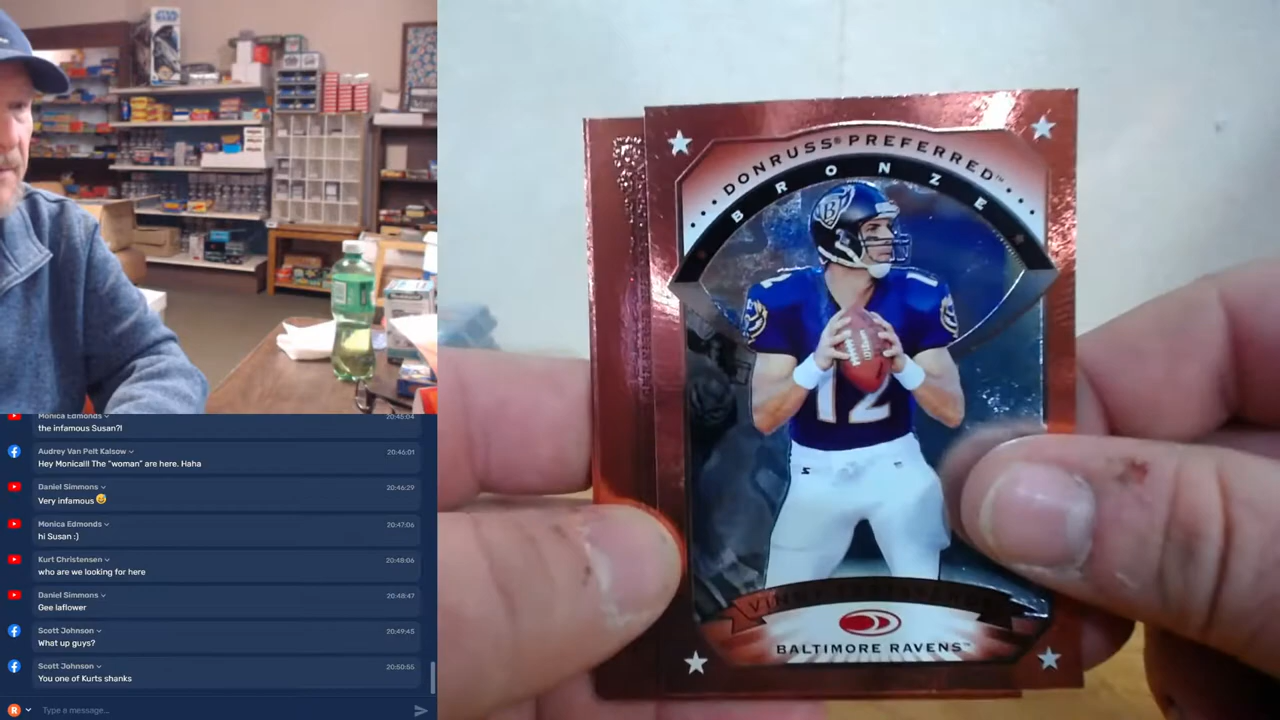 Monica Edmonds
20:45:04
the infamous Susan?!
Audrey Van Pelt Kalsow
20:46:01
Hey Monica!!! The "woman" are here. Haha
Daniel Simmons
20:46:29
Very infamous 😅
Monica Edmonds
20:47:06
hi Susan :)
Kurt Christensen
20:48:06
who are we looking for here
Daniel Simmons
20:48:47
Gee laflower
Scott Johnson
20:49:45
What up guys?
Scott Johnson
20:50:55
You one of Kurts shanks
R
Type a message...
DONRUSS® PREFERRED™
BRONZE
B
12
12
BALTIMORE RAVENS™